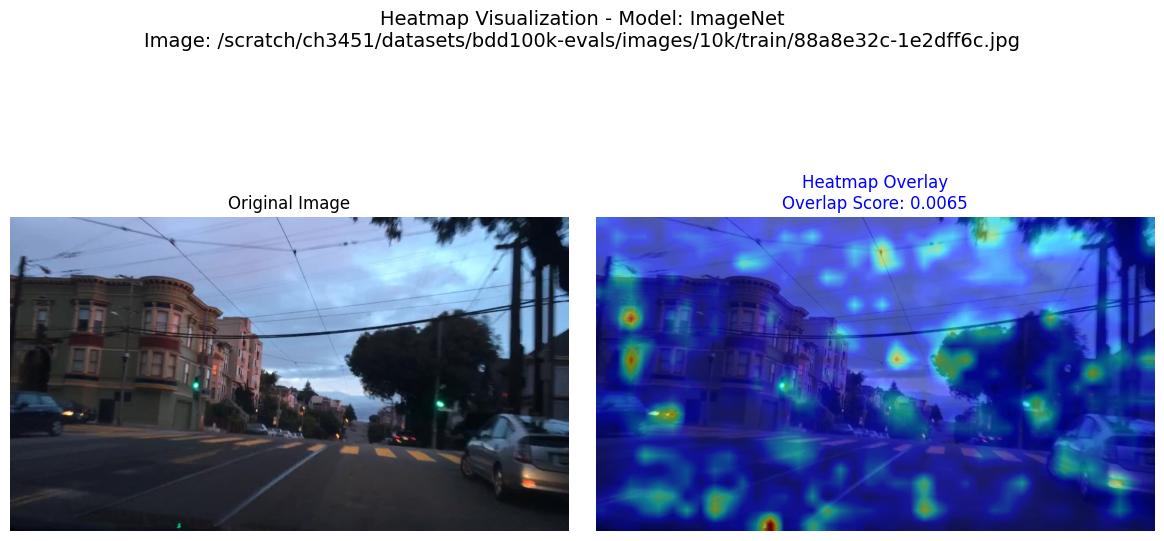 Heatmap Visualization - Model: ImageNet
Image: /scratch/ch3451/datasets/bdd100k-evals/images/10k/train/88a8e32c-1e2dff6c.jpg
Original Image
Heatmap Overlay
Overlap Score: 0.0065